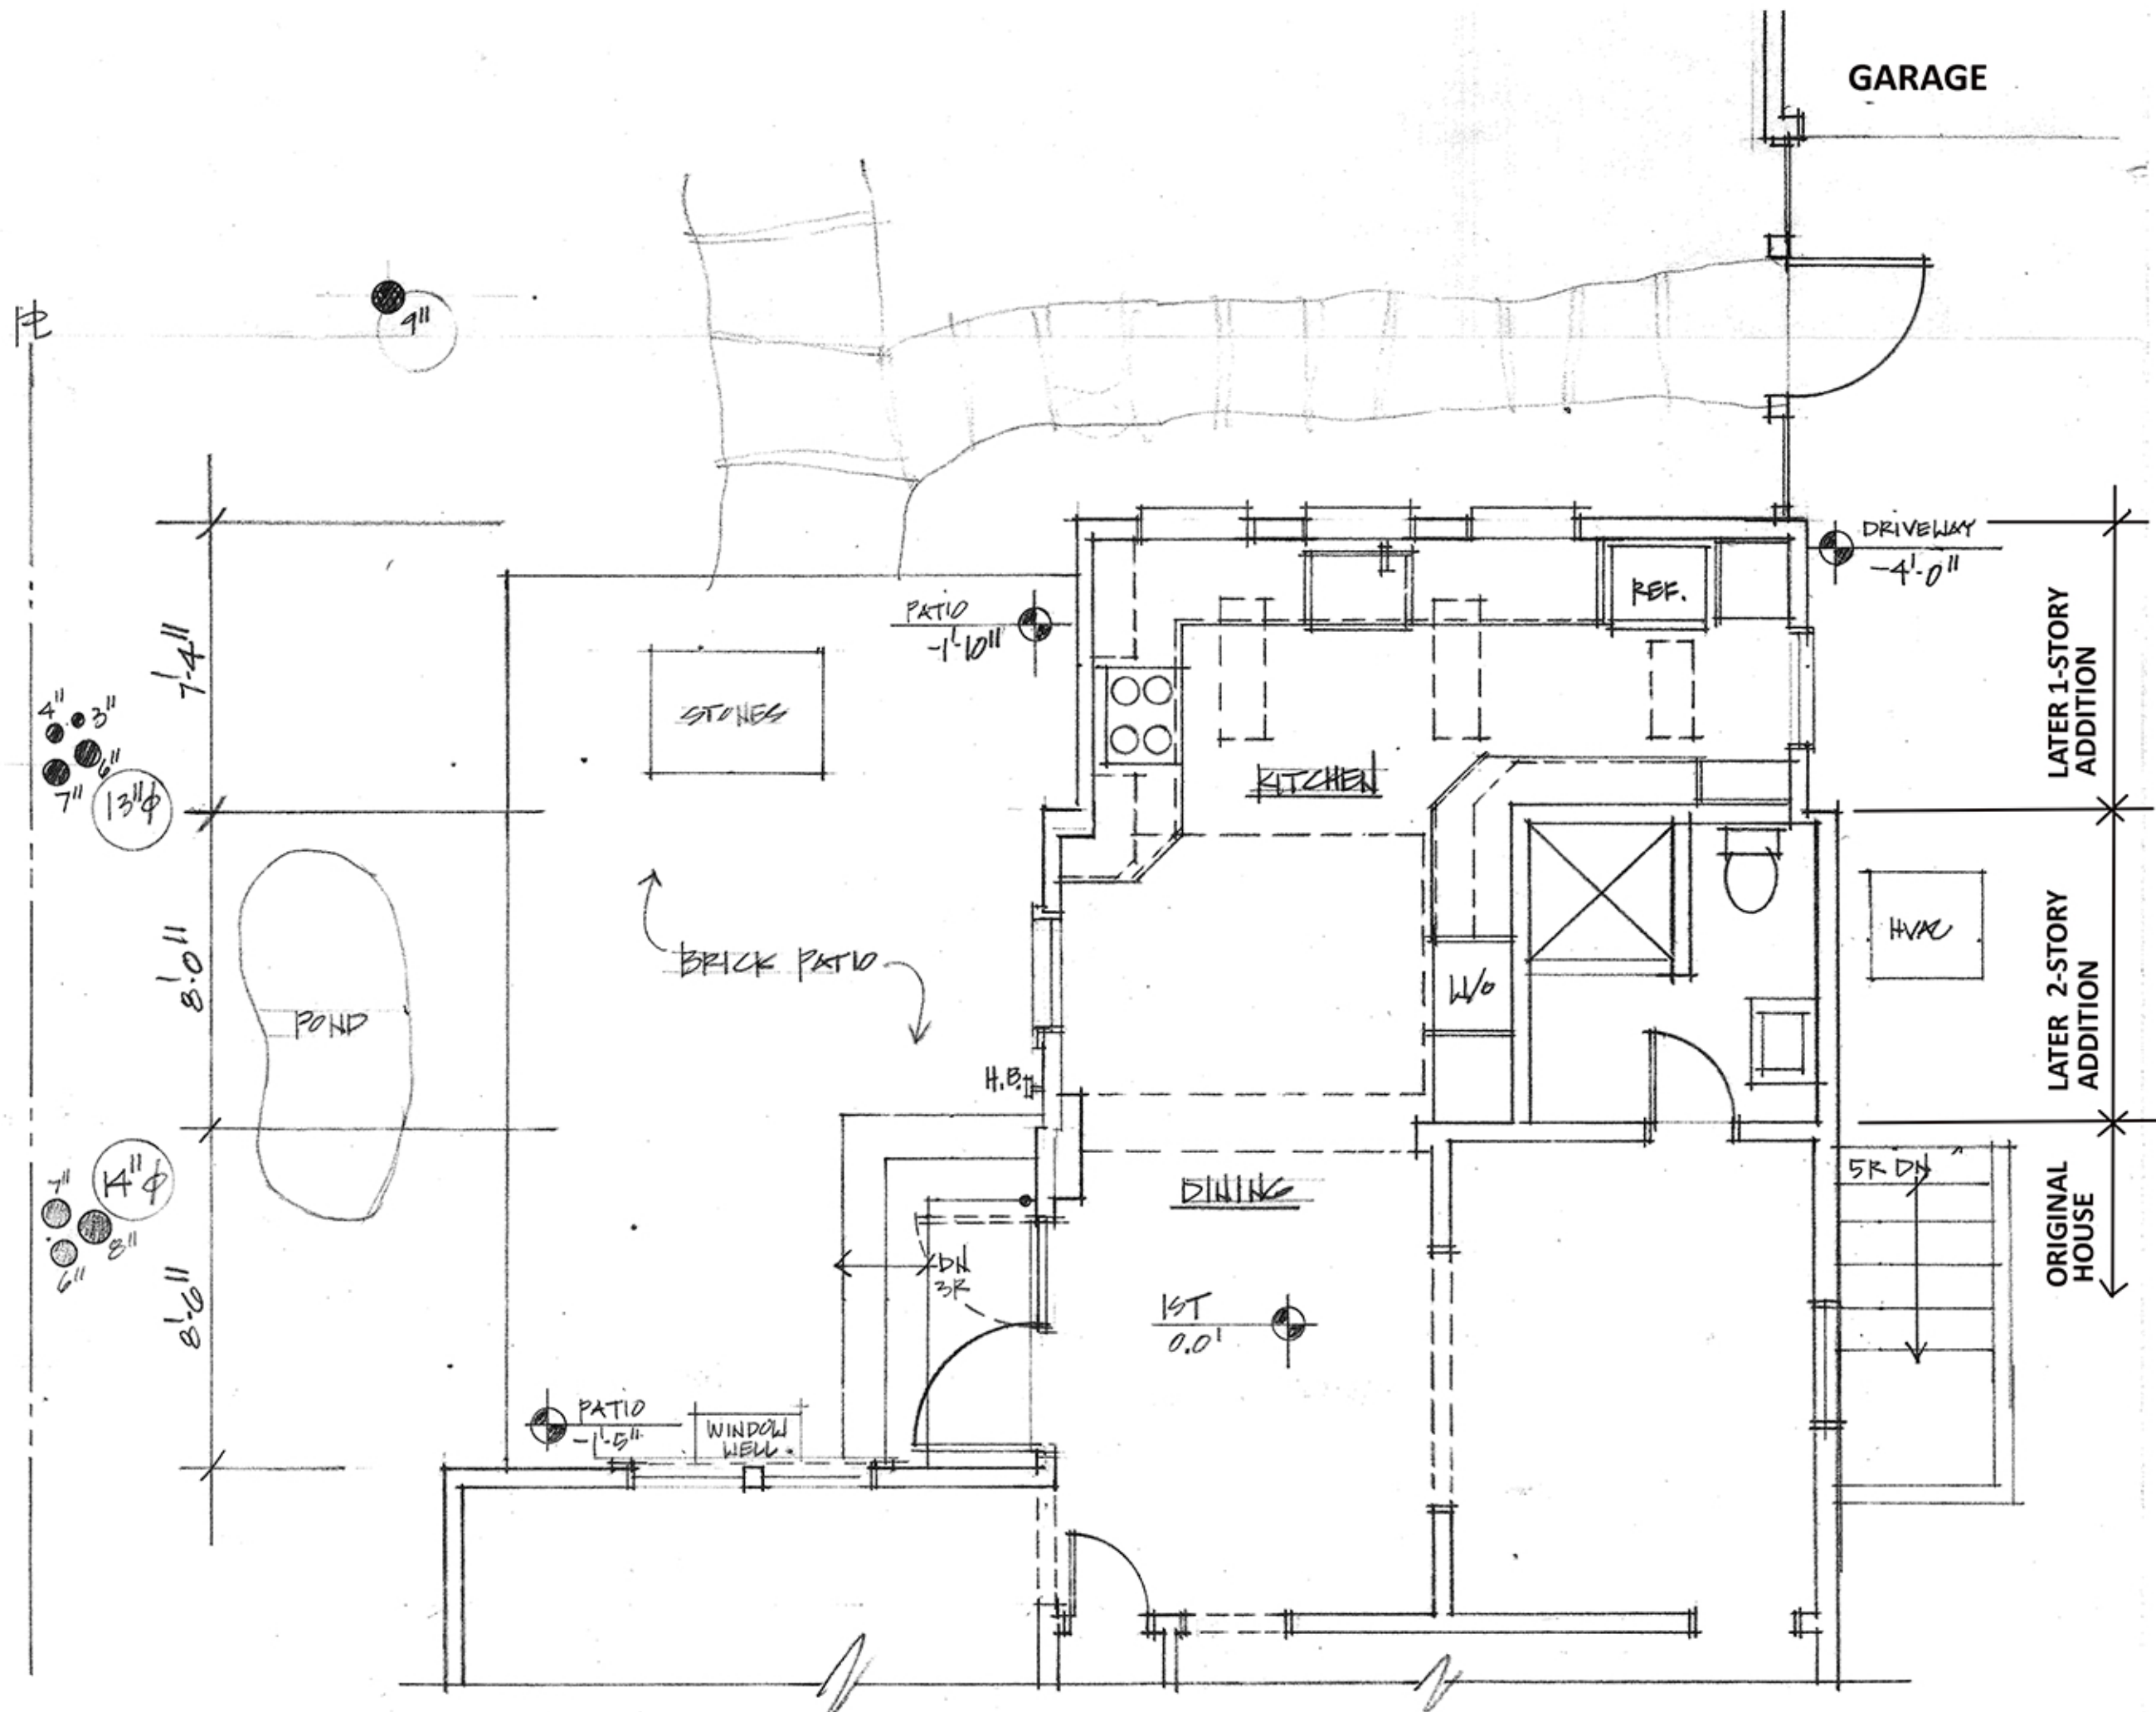 GARAGE
PL
9"
DRIVEWAY
-4'-0"
PATIO
-1'-10"
REF.
STONES
7'-4"
4"
3"
6"
7"
13"φ
KITCHEN
LATER 1-STORY
ADDITION
8'-0"
BRICK PATIO
POND
H.B.
W/O
HVAC
LATER 2-STORY
ADDITION
14"φ
7"
8"
6"
DINING
5R DN
ORIGINAL
HOUSE
DN
3R
8'-6"
1ST
0.0'
PATIO
-1'-5"
WINDOW
WELL